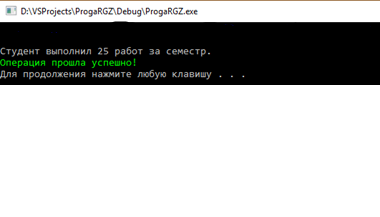 D:\VSProjects\ProgaRGZ\Debug\ProgaRGZ.exe
Студент выполнил 25 работ за семестр.
Операция прошла успешно!
Для продолжения нажмите любую клавишу . . .